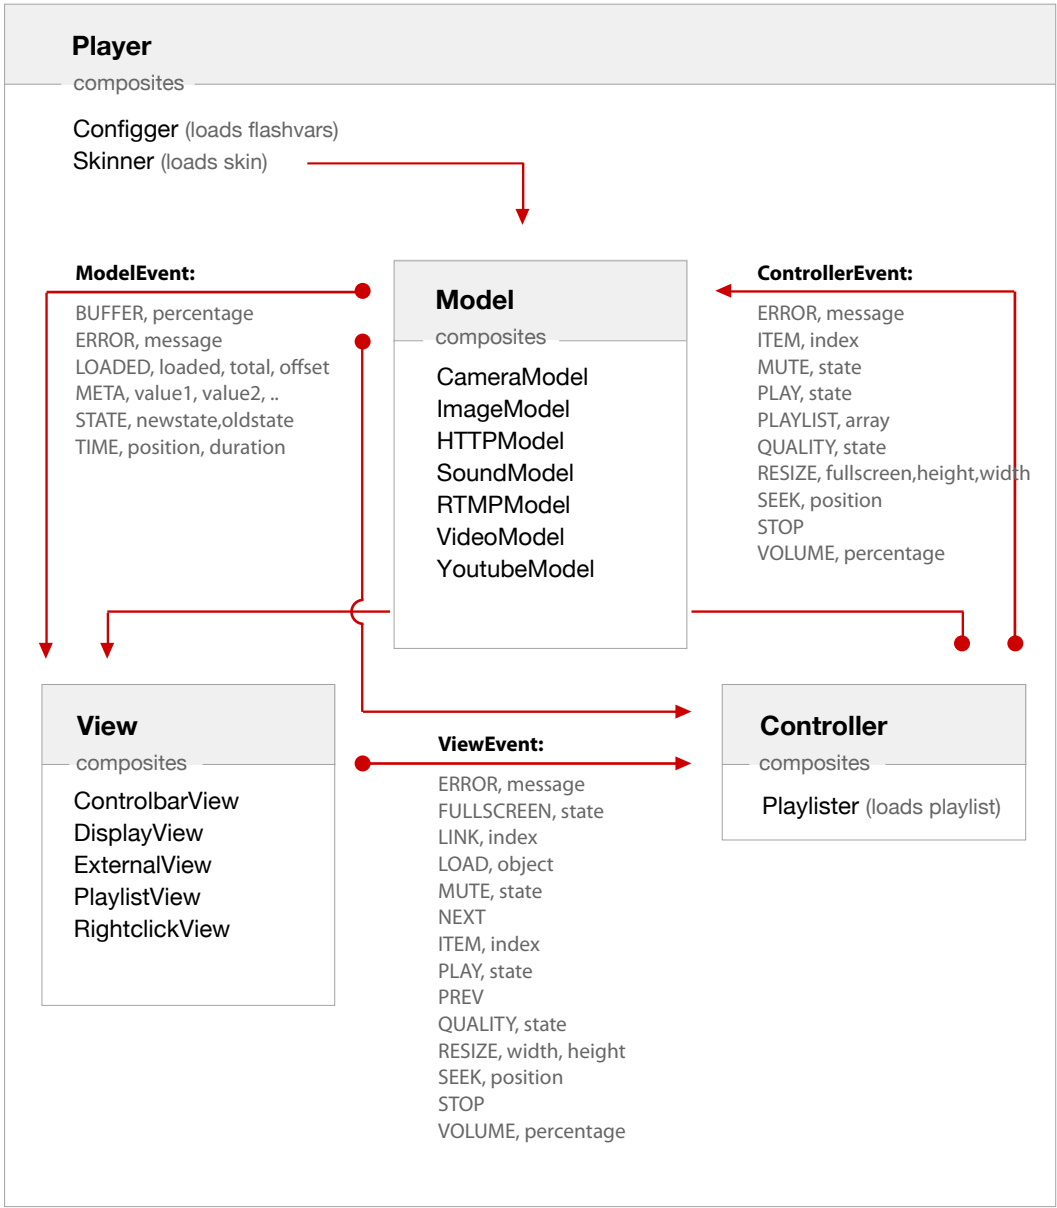 Player
composites
Configger (loads flashvars)
Skinner (loads skin)
ModelEvent:
BUFFER, percentage
ERROR, message
LOADED, loaded, total, offset
META, value1, value2, ..
STATE, newstate,oldstate
TIME, position, duration
Model
composites
CameraModel
ImageModel
HTTPModel
SoundModel
RTMPModel
VideoModel
YoutubeModel
ControllerEvent:
ERROR, message
ITEM, index
MUTE, state
PLAY, state
PLAYLIST, array
QUALITY, state
RESIZE, fullscreen,height,width
SEEK, position
STOP
VOLUME, percentage
View
composites
ControlbarView
DisplayView
ExternalView
PlaylistView
RightclickView
ViewEvent:
ERROR, message
FULLSCREEN, state
LINK, index
LOAD, object
MUTE, state
NEXT
ITEM, index
PLAY, state
PREV
QUALITY, state
RESIZE, width, height
SEEK, position
STOP
VOLUME, percentage
Controller
composites
Playlister (loads playlist)